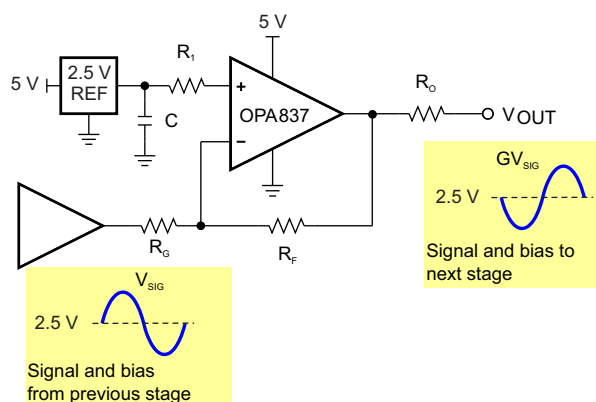 5 V
R1
5 V
2.5 V
REF
C
+
OPA837
−
RO
VOUT
GVSIG
2.5 V
Signal and bias to
next stage
RG
RF
VSIG
2.5 V
Signal and bias
from previous stage